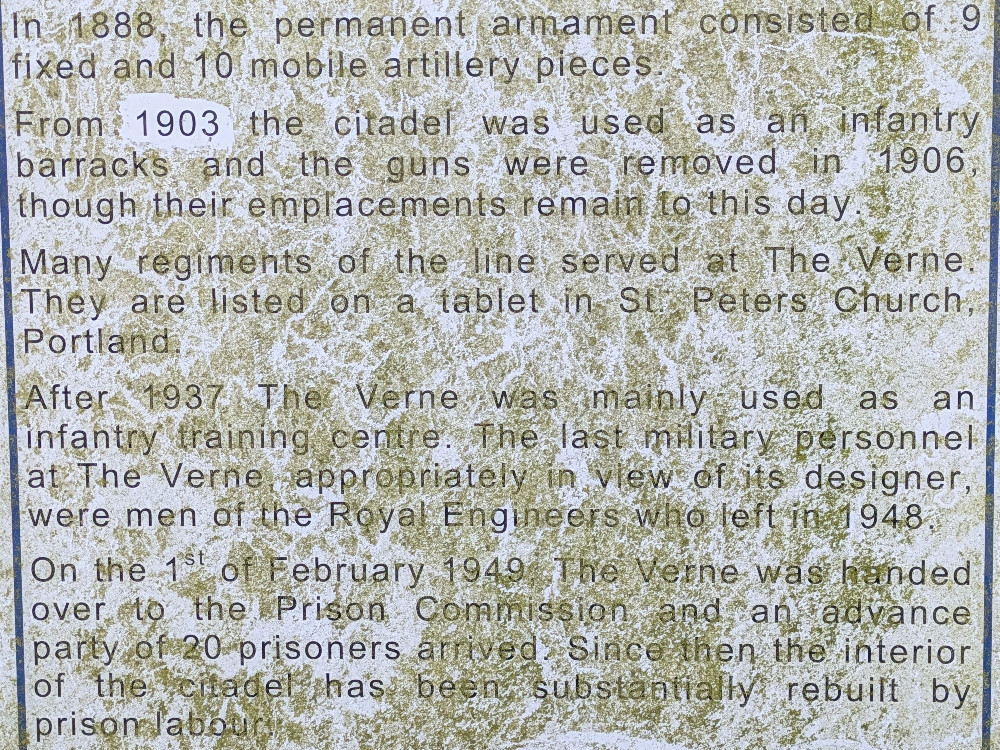 In 1888, the permanent armament consisted of 9
fixed and 10 mobile artillery pieces.
From 1903 the citadel was used as an infantry
barracks and the guns were removed in 1906,
though their emplacements remain to this day.
Many regiments of the line served at The Verne.
They are listed on a tablet in St. Peters Church,
Portland.
After 1937 The Verne was mainly used as an
infantry training centre. The last military personnel
at The Verne, appropriately in view of its designer,
were men of the Royal Engineers who left in 1948.
On the 1st of February 1949, The Verne was handed
over to the Prison Commission and an advance
party of 20 prisoners arrived. Since then the interior
of the citadel has been substantially rebuilt by
prison labour.